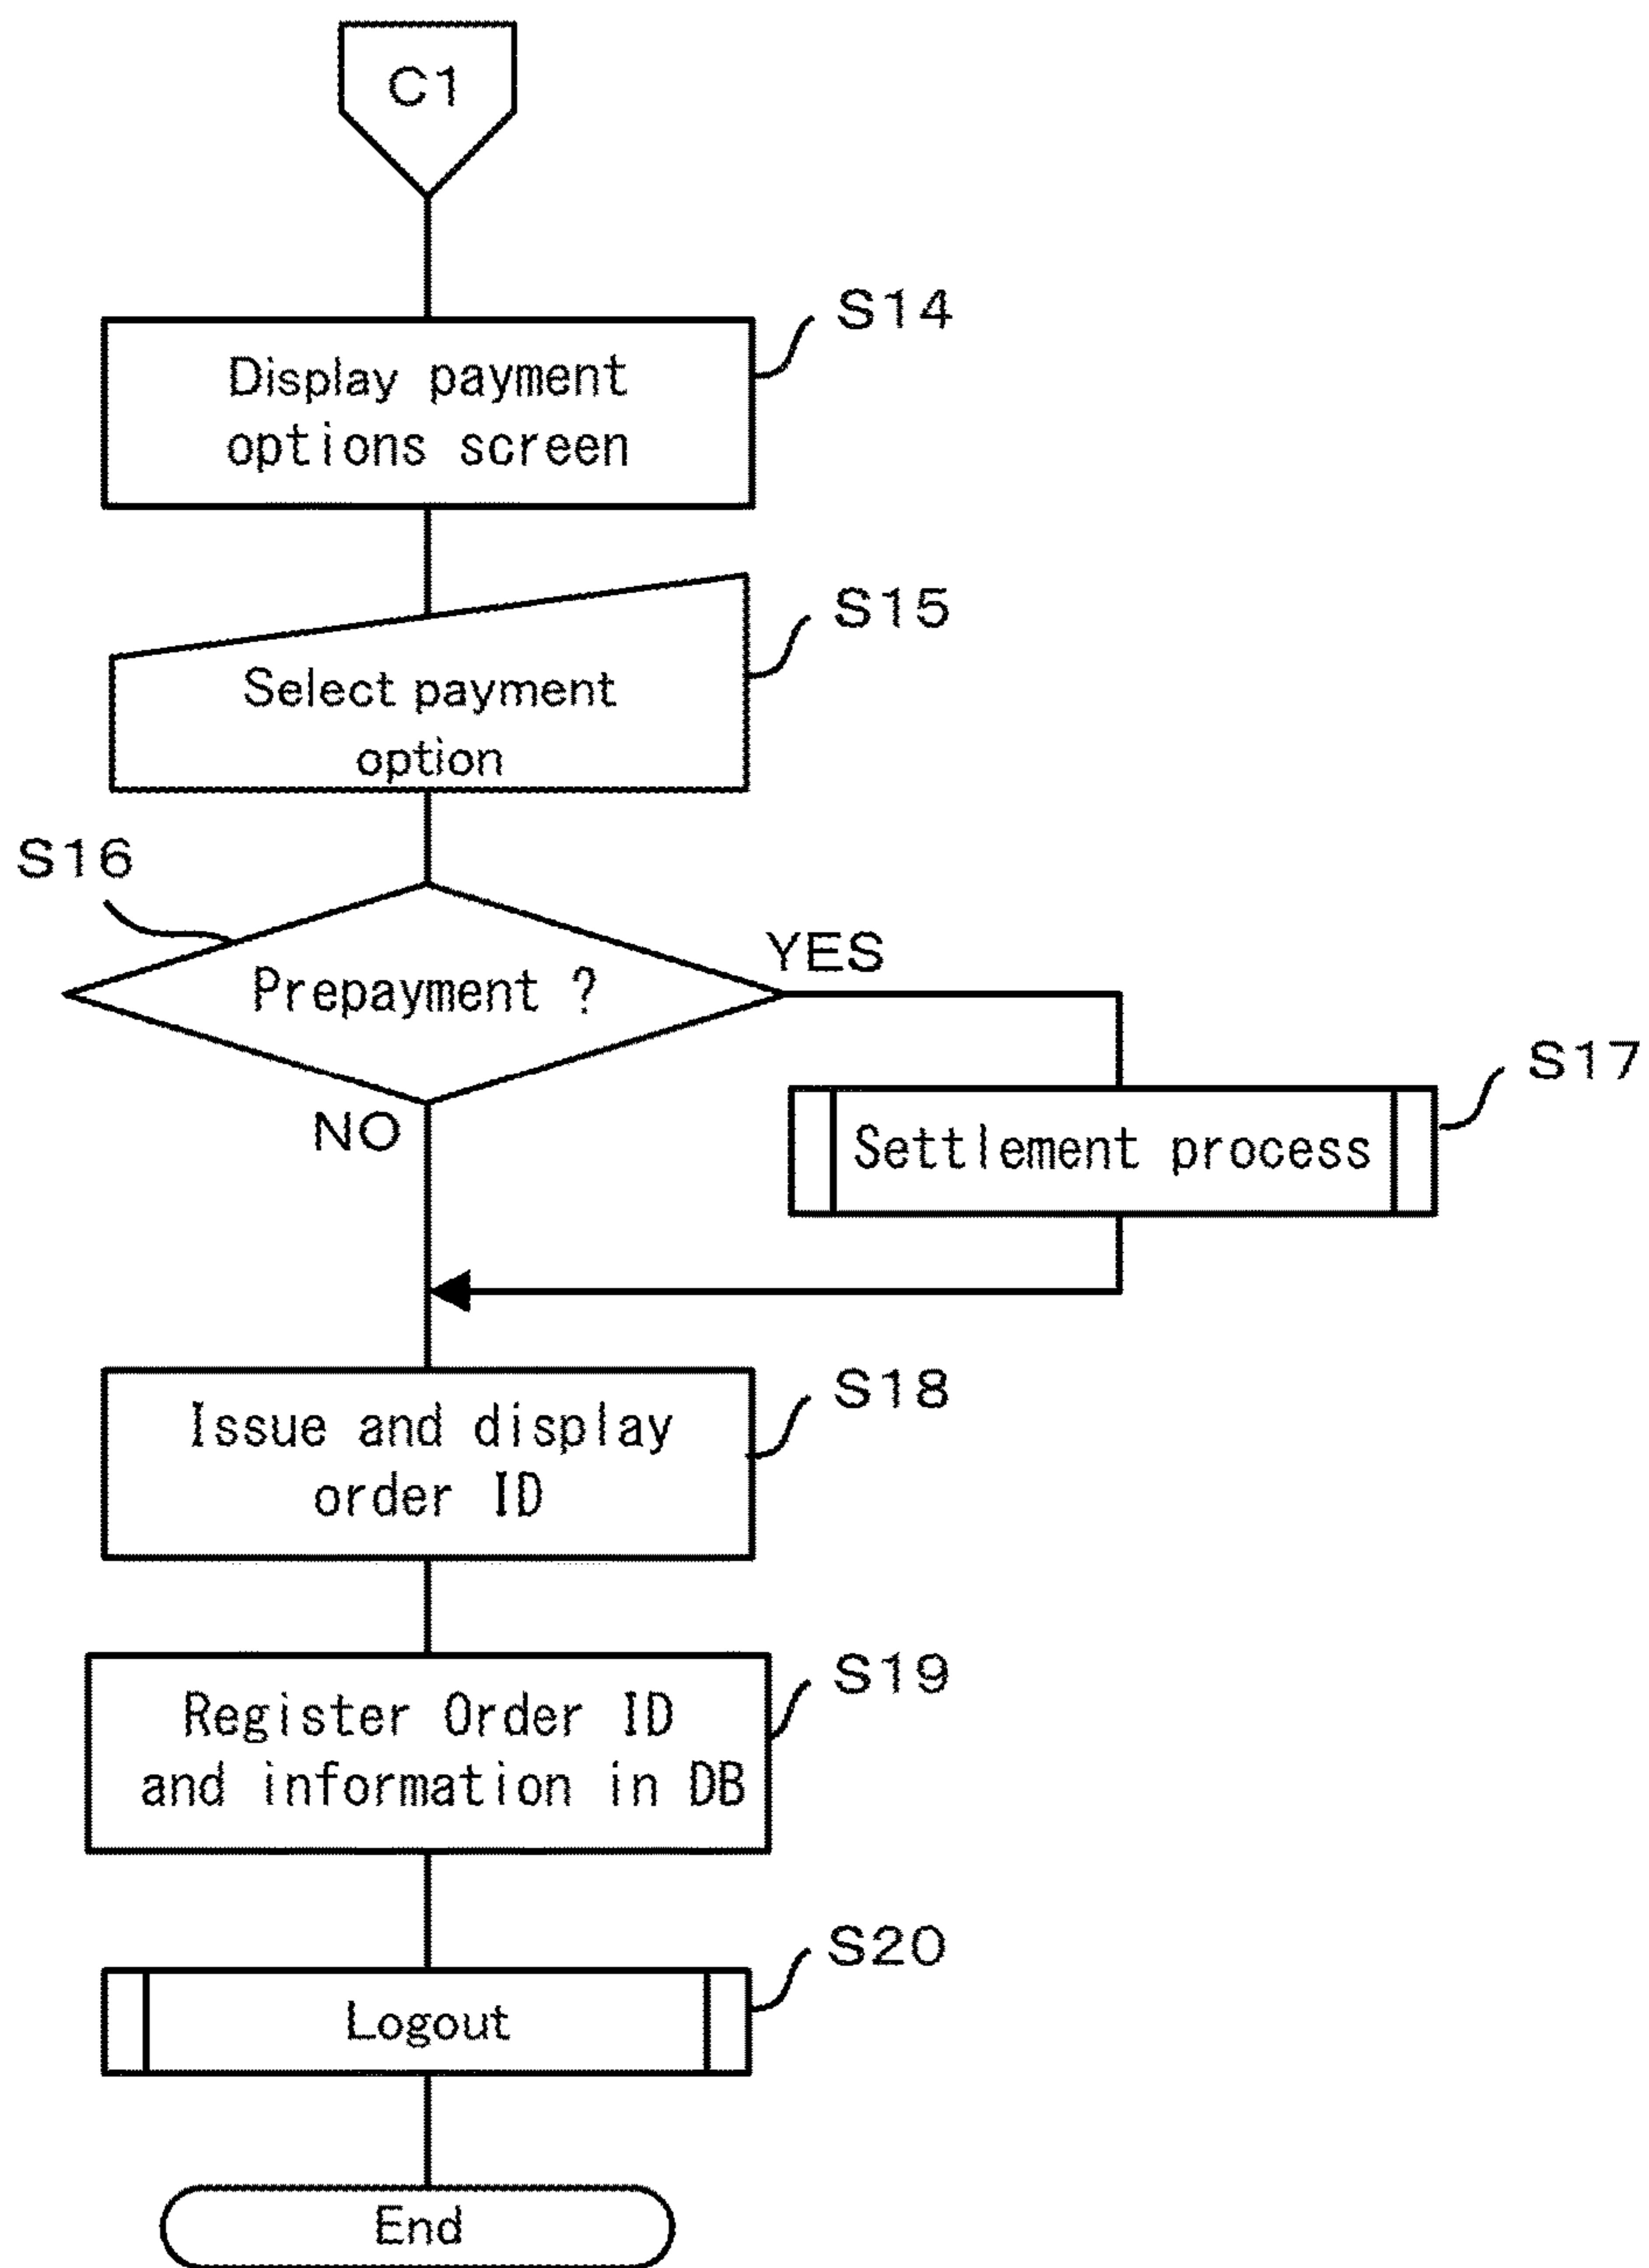 C1
S14
Display payment
options screen
S15
Select payment
option
S16
Prepayment ?
YES
NO
S17
Settlement process
S18
Issue and display
order ID
S19
Register Order ID
and information in DB
S20
Logout
End